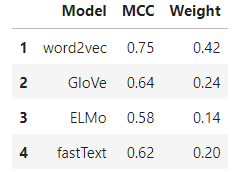 Model MCC Weight
1 word2vec 0.75 0.42
2 GloVe 0.64 0.24
3 ELMo 0.58 0.14
4 fastText 0.62 0.20